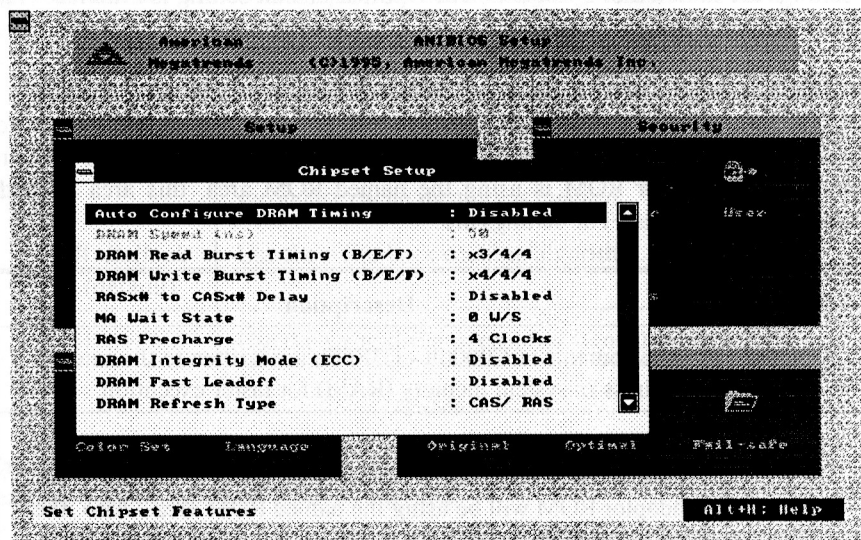 American Megatrends
AMIBIOS Setup
(C)1995, American Megatrends Inc.
Setup
Security
Chipset Setup
Auto Configure DRAM Timing : Disabled
DRAM Speed (ns) : 50
DRAM Read Burst Timing (B/E/F) : x3/4/4
DRAM Write Burst Timing (B/E/F) : x4/4/4
RASx# to CASx# Delay : Disabled
MA Wait State : 0 W/S
RAS Precharge : 4 Clocks
DRAM Integrity Mode (ECC) : Disabled
DRAM Fast Leadoff : Disabled
DRAM Refresh Type : CAS/ RAS
User
Color Set
Language
Original
Optimal
Fail-safe
Set Chipset Features
Alt+H: Help